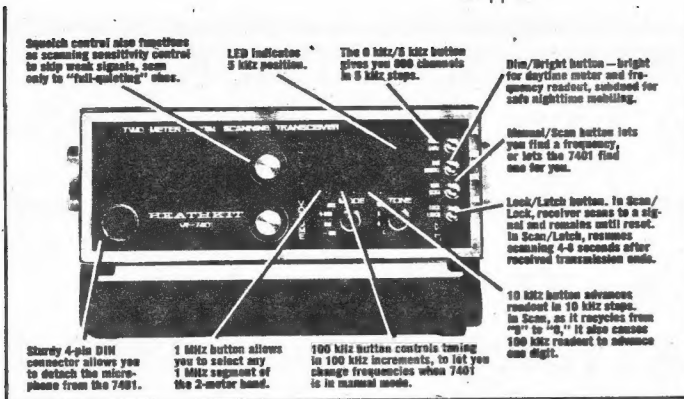 Squelch control also functions
as scanning sensitivity control
to skip weak signals, scan
only to "full-quieting" ones.
LED indicates
5 kHz position.
The 0 kHz/5 kHz button
gives you 800 channels
in 5 kHz steps.
Dim/Bright button—bright
for daytime meter and fre-
quency readout, subdued for
safe nighttime mobiling.
Manual/Scan button lets
you find a frequency,
or lets the 7401 find
one for you.
Lock/Latch button. In Scan/
Lock, receiver scans to a sig-
nal and remains until reset.
In Scan/Latch, resumes
scanning 4-6 seconds after
received transmission ends.
10 kHz button advances
readout in 10 kHz steps.
In Scan, as it recycles from
"9" to "0," it also causes
100 kHz readout to advance
one digit.
TWO METER SCANNING TRANSCEIVER
HEATHKIT
MODE
TONE
Sturdy 4-pin DIN
connector allows you
to detach the micro-
phone from the 7401.
1 MHz button allows
you to select any
1 MHz segment of
the 2-meter band.
100 kHz button controls tuning
in 100 kHz increments, to let you
change frequencies when 7401
is in manual mode.